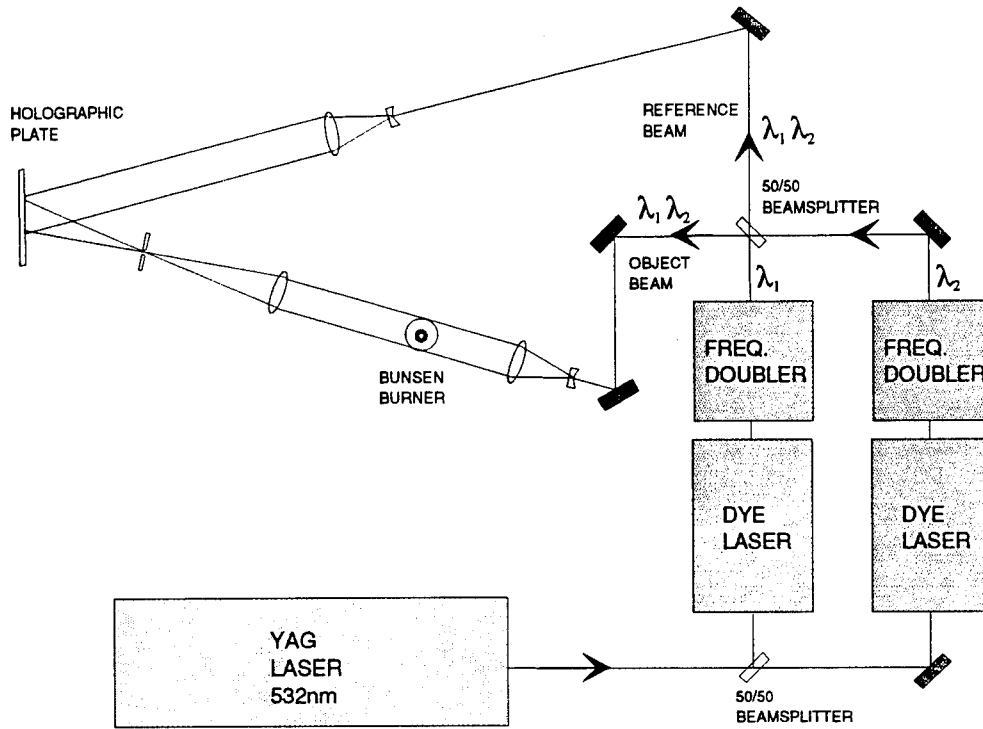 HOLOGRAPHIC
PLATE
REFERENCE
BEAM
λ₁ λ₂
50/50
BEAMSPLITTER
λ₁ λ₂
OBJECT
BEAM
λ₁
λ₂
FREQ.
DOUBLER
FREQ.
DOUBLER
BUNSEN
BURNER
DYE
LASER
DYE
LASER
YAG
LASER
532nm
50/50
BEAMSPLITTER